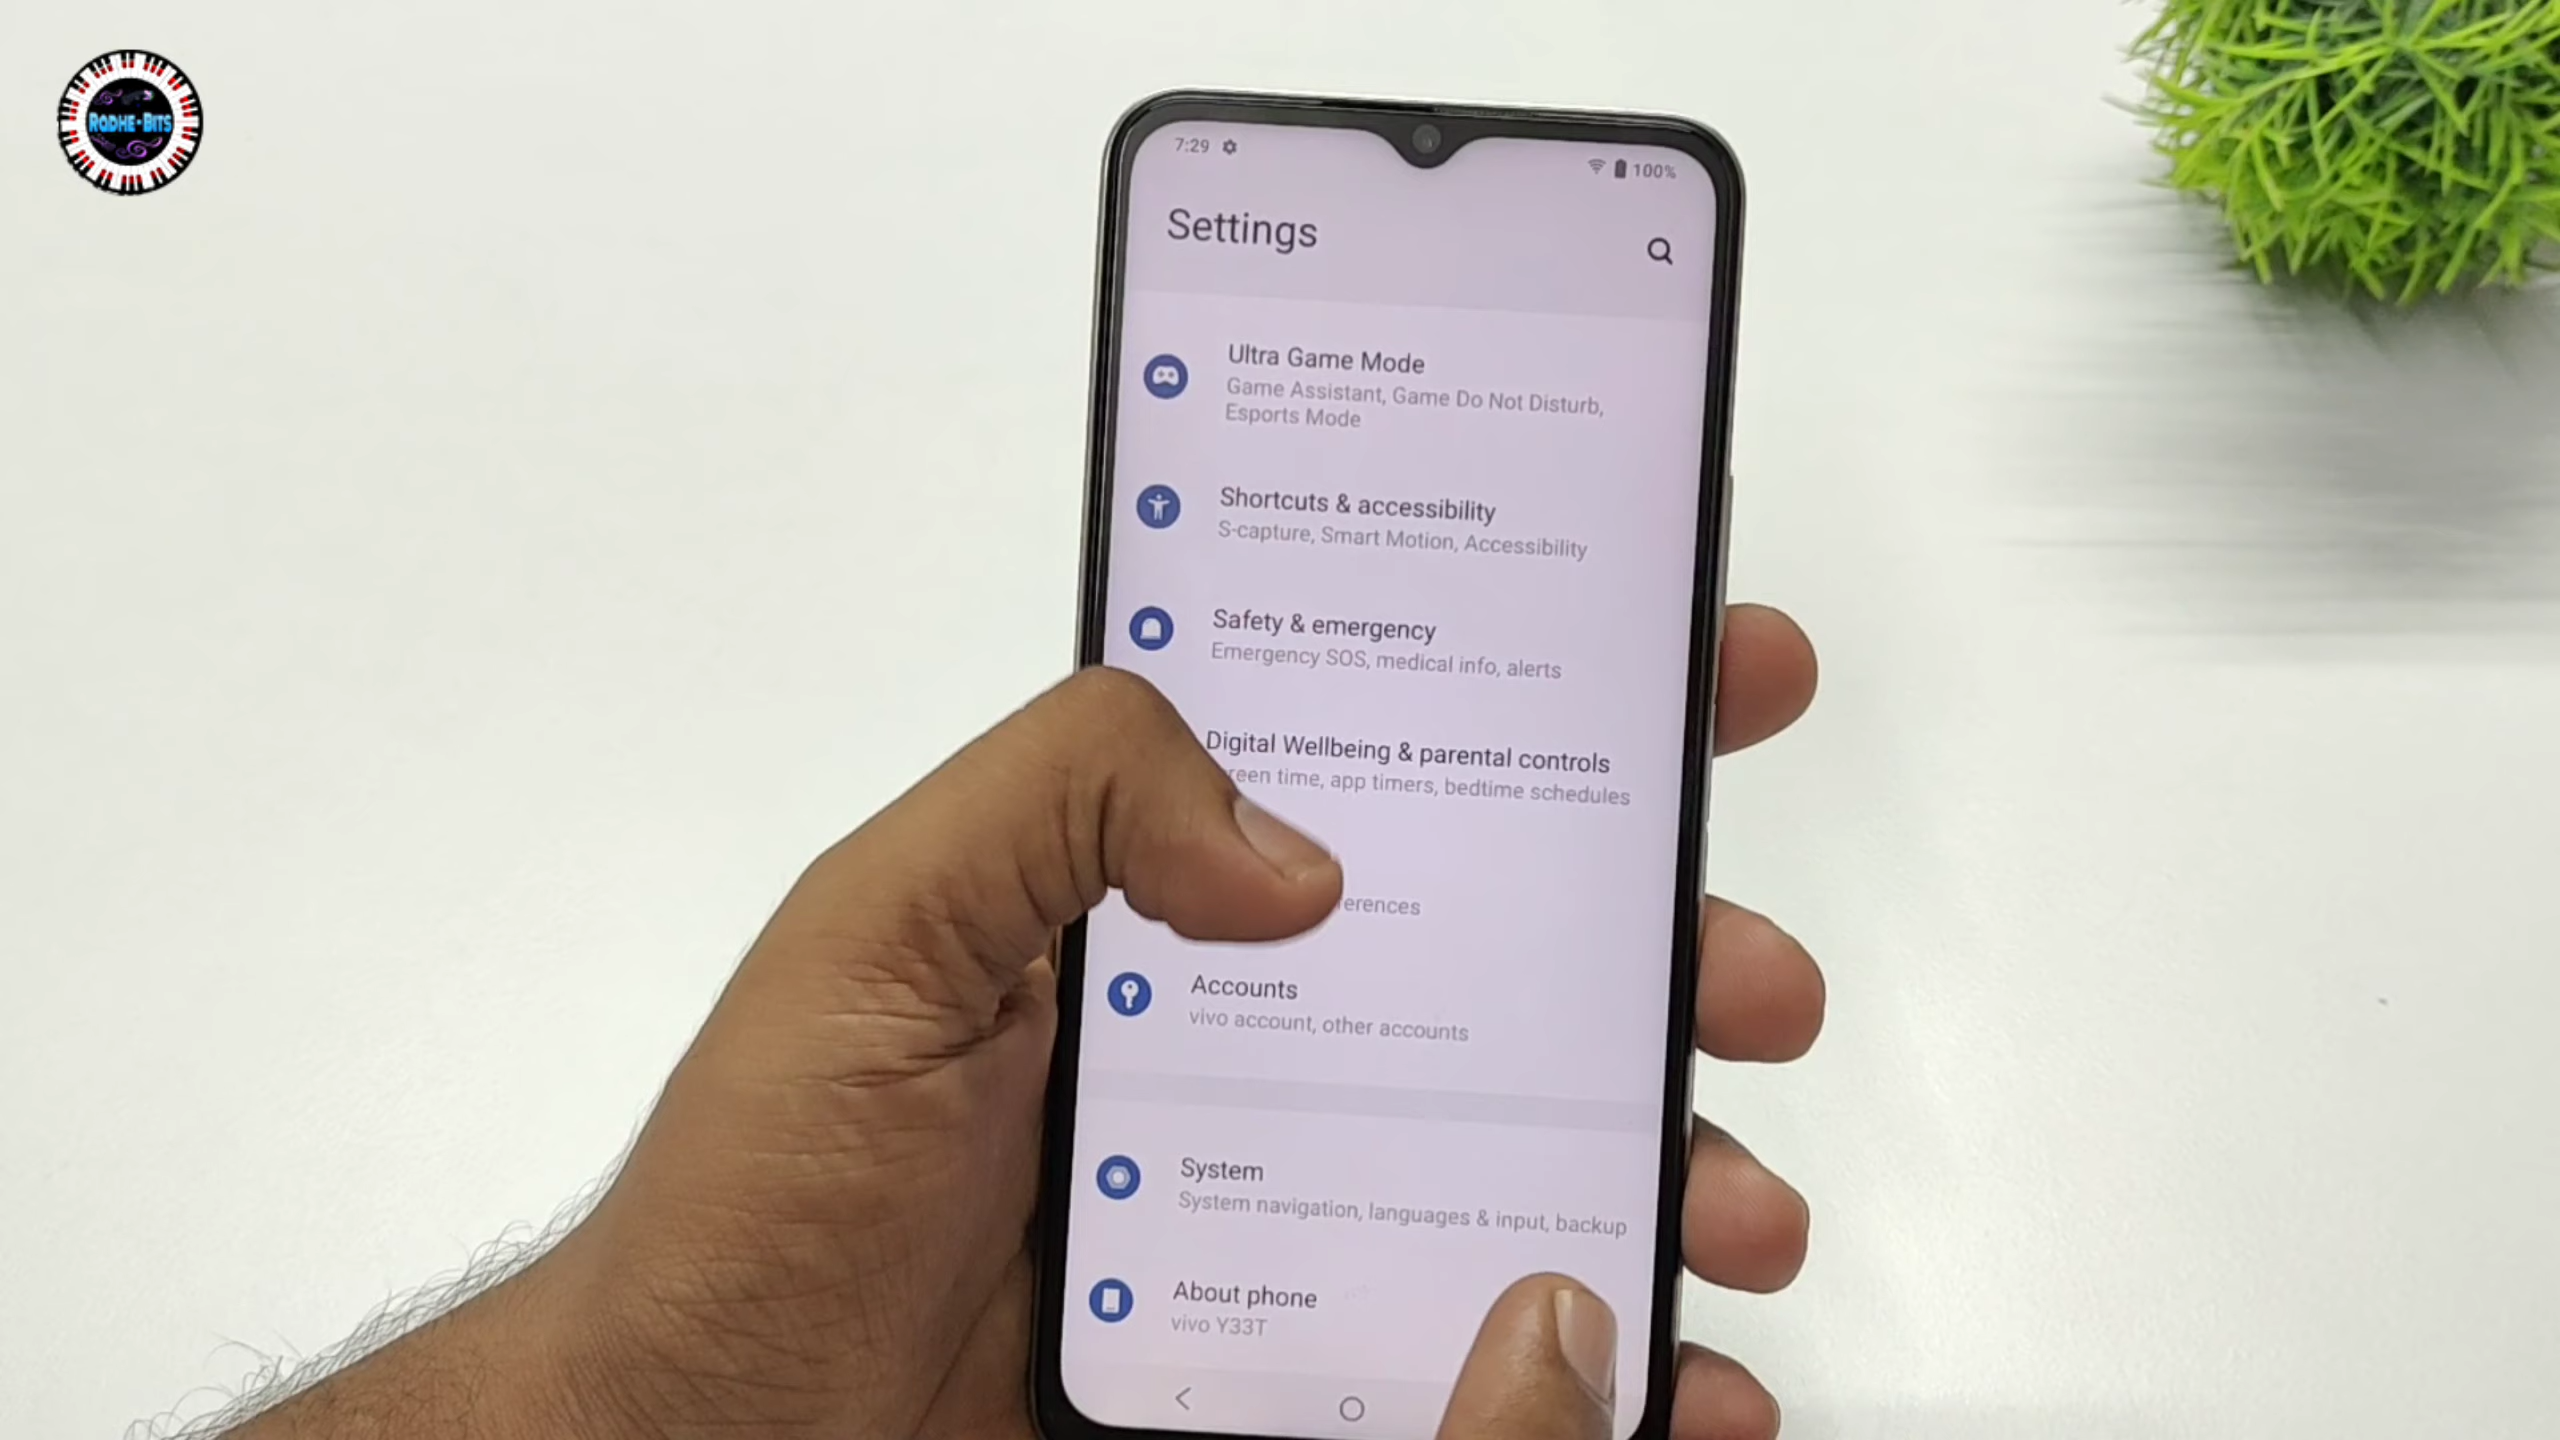 RODHE-BITS
7:29
100%
Settings
Ultra Game Mode
Game Assistant, Game Do Not Disturb,
Esports Mode
Shortcuts & accessibility
S-capture, Smart Motion, Accessibility
Safety & emergency
Emergency SOS, medical info, alerts
Digital Wellbeing & parental controls
time, app timers, bedtime schedules
Accounts
vivo account, other accounts
System
System navigation, languages & input, backup
About phone
vivo Y33T